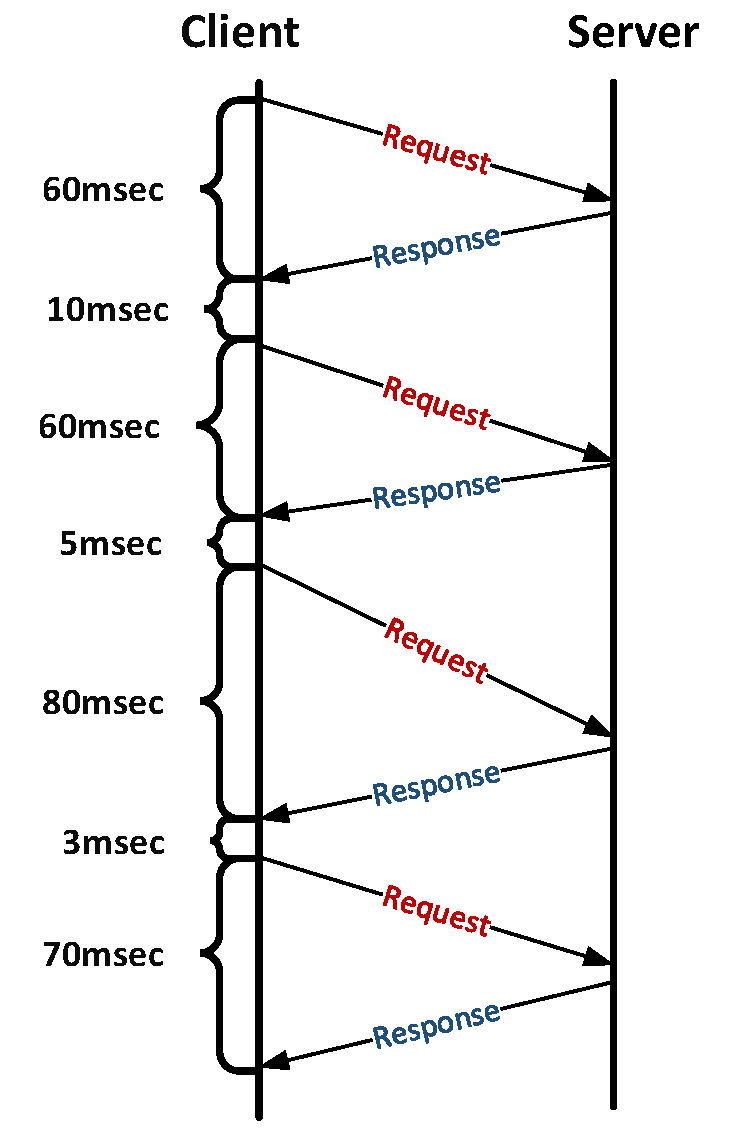 Client Server
Request
60msec
Response
10msec
Request
60msec
Response
5msec
Request
80msec
Response
3msec
Request
70msec
Response